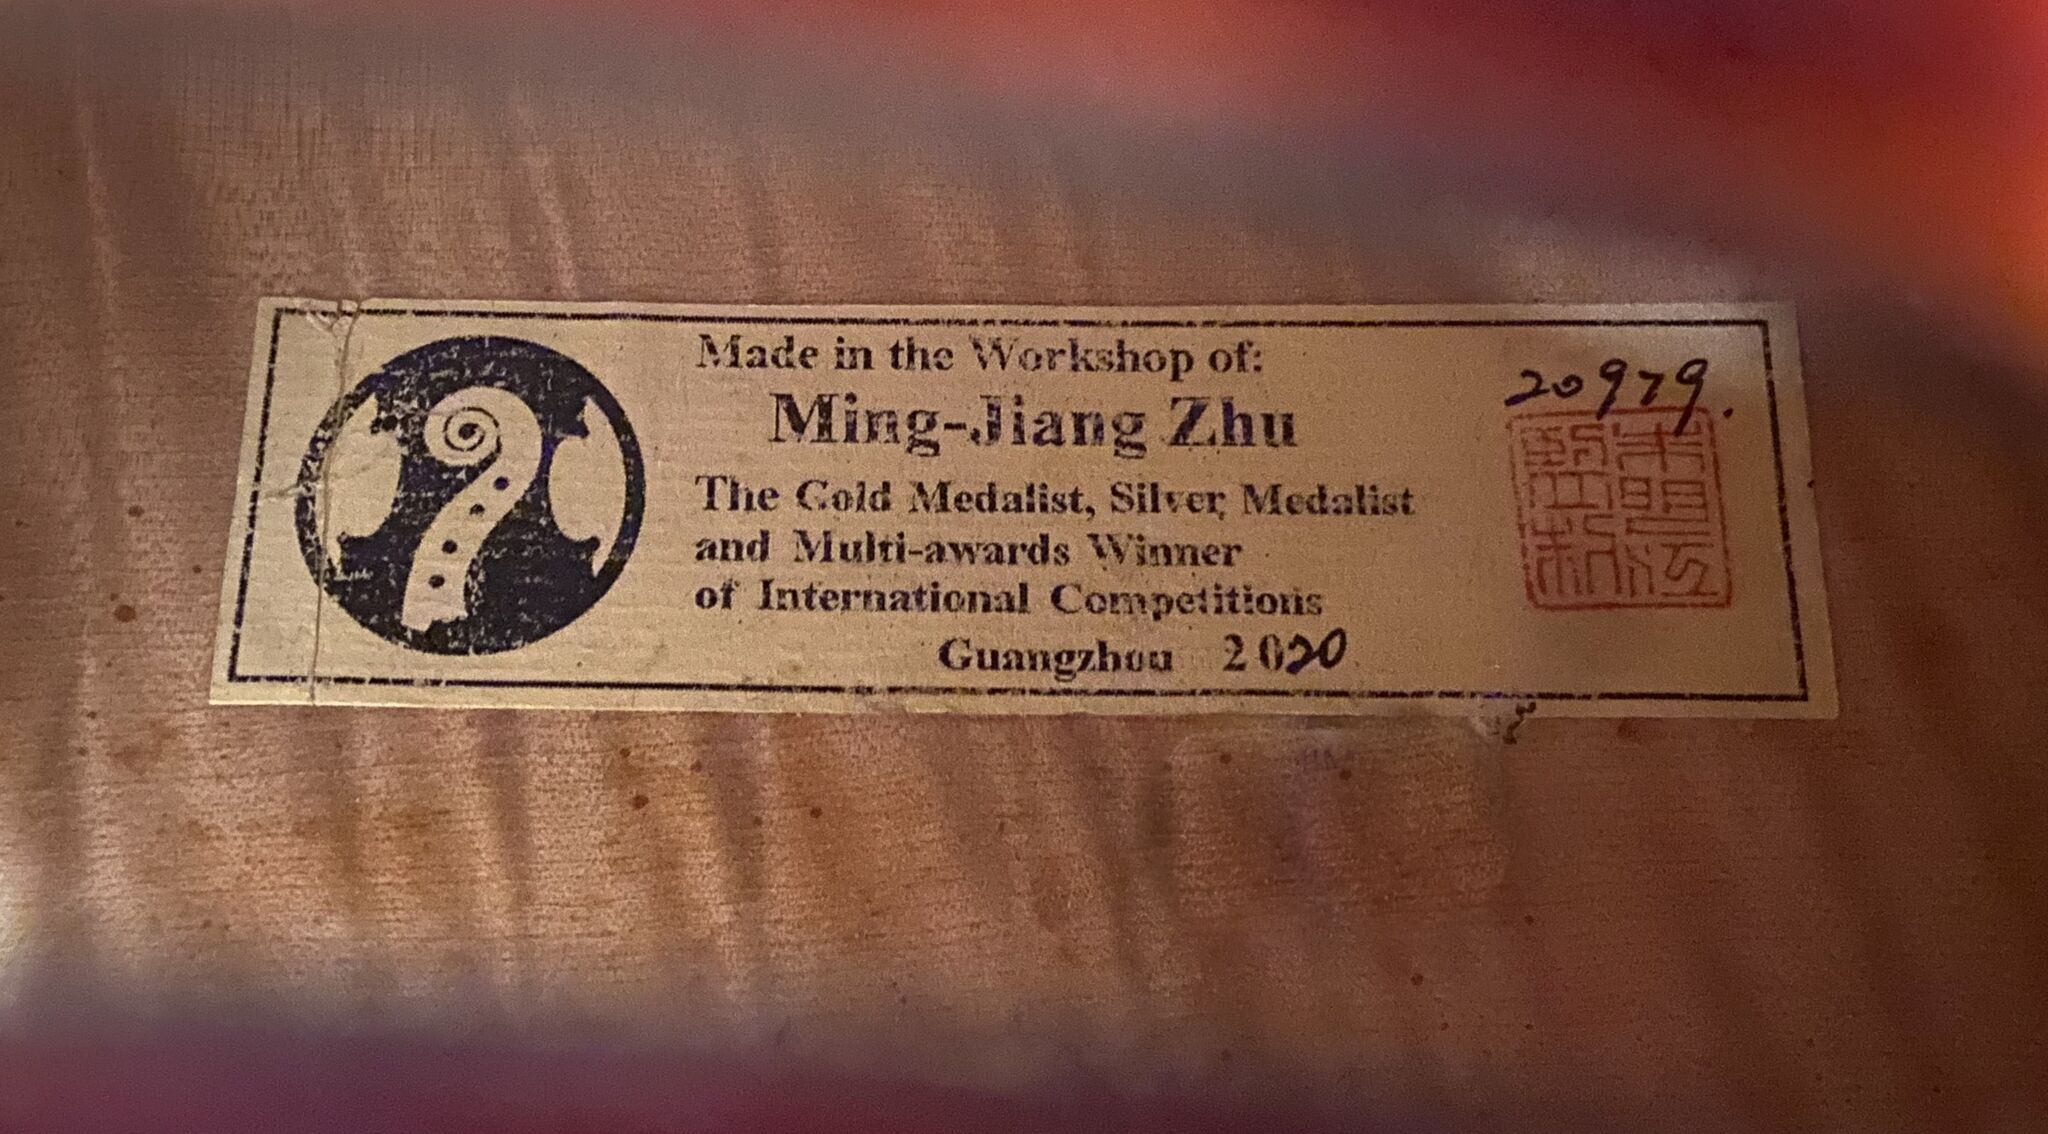 Made in the Workshop of:
Ming-Jiang Zhu
The Gold Medalist, Silver Medalist
and Multi-awards Winner
of International Competitions
Guangzhou 2020
20979.